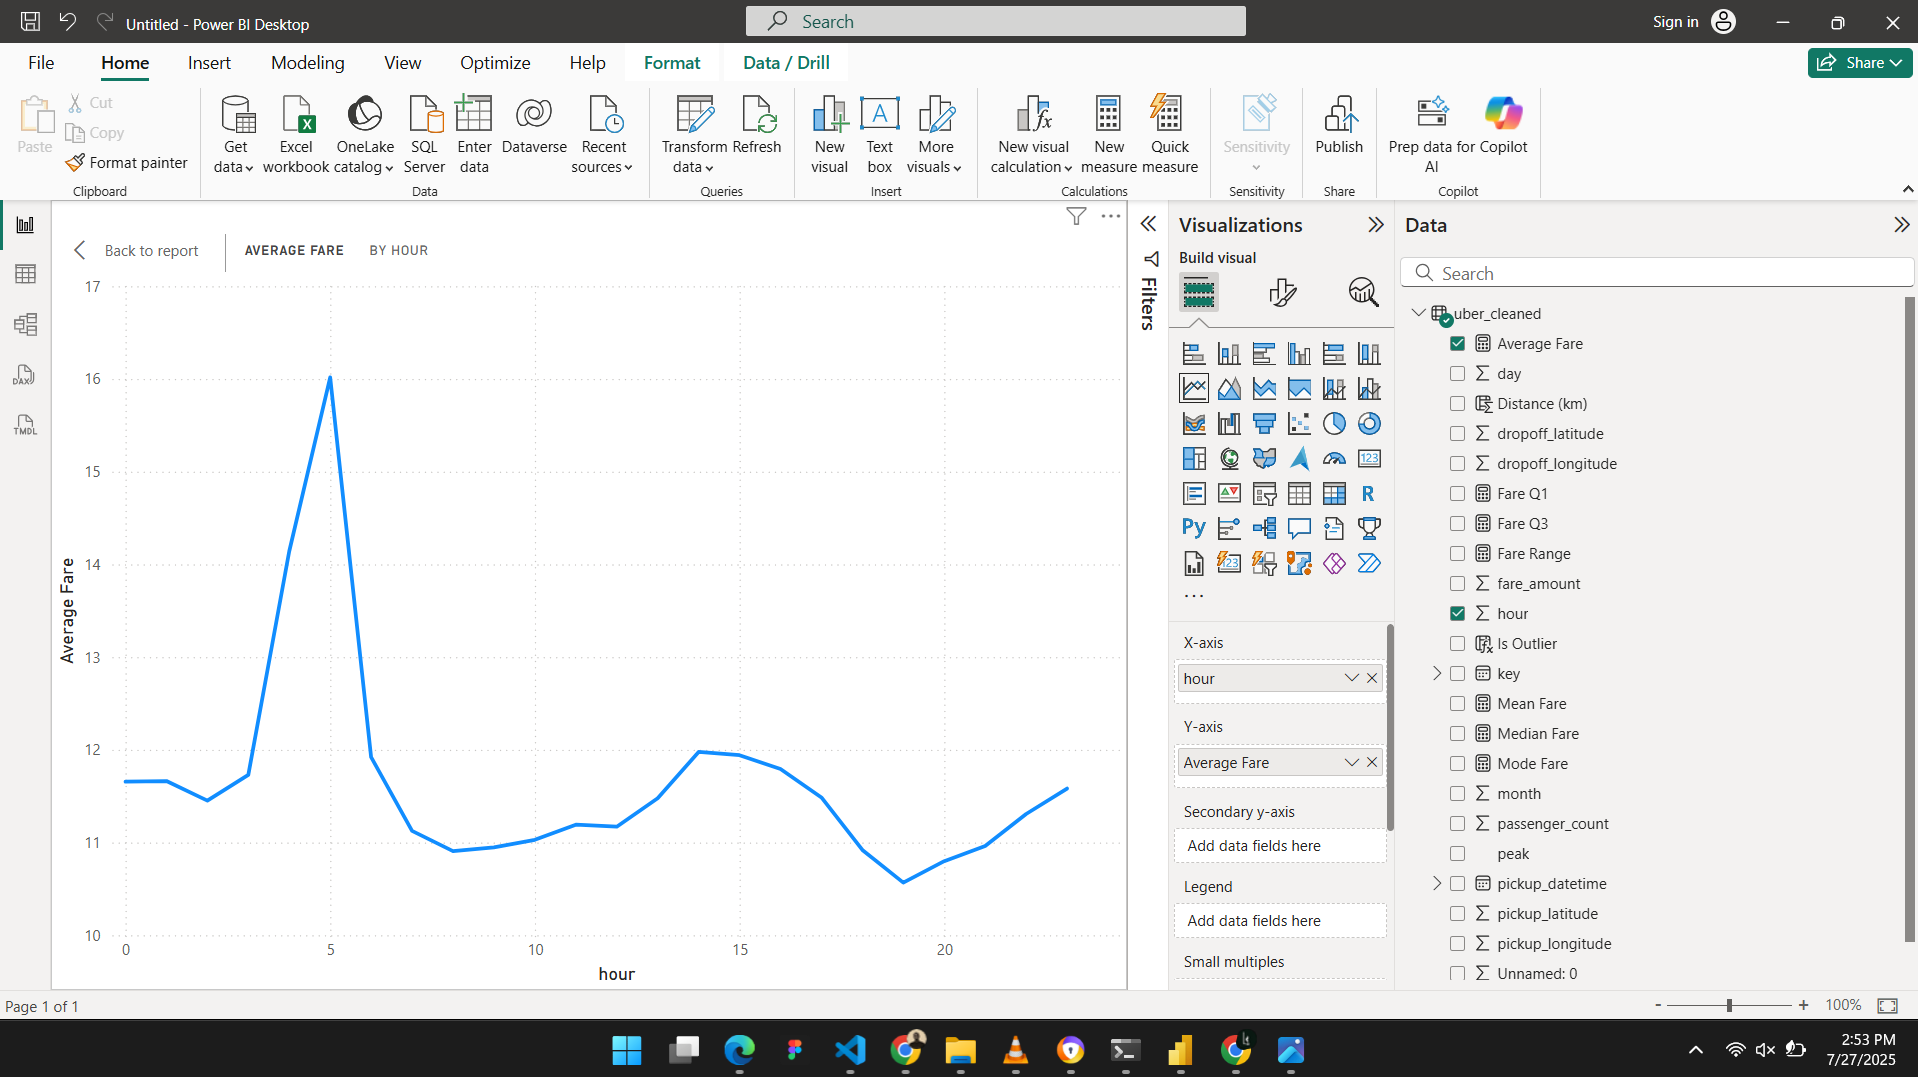 Untitled - Power BI Desktop
Search
Sign in
File
Home
Insert
Modeling
View
Optimize
Help
Format
Data / Drill
Share
Paste
Cut
Copy
Format painter
Clipboard
Get data
Excel workbook
OneLake catalog
SQL Server
Enter data
Dataverse
Recent sources
Data
Transform data
Refresh
Queries
New visual
Text box
More visuals
Insert
New visual calculation
New measure
Quick measure
Calculations
Sensitivity
Sensitivity
Publish
Share
Prep data for AI
Copilot
Copilot
Back to report
AVERAGE FARE
BY HOUR
17
16
15
14
13
12
11
10
Average Fare
0
5
10
15
20
hour
DAX
TMDL
Filters
Visualizations
Build visual
123
R
Py
123
X-axis
hour
Y-axis
Average Fare
Secondary y-axis
Add data fields here
Legend
Add data fields here
Small multiples
Data
Search
uber_cleaned
Average Fare
day
Distance (km)
dropoff_latitude
dropoff_longitude
Fare Q1
Fare Q3
Fare Range
fare_amount
hour
Is Outlier
key
Mean Fare
Median Fare
Mode Fare
month
passenger_count
peak
pickup_datetime
pickup_latitude
pickup_longitude
Unnamed: 0
Page 1 of 1
- + 100%
2:53 PM
7/27/2025